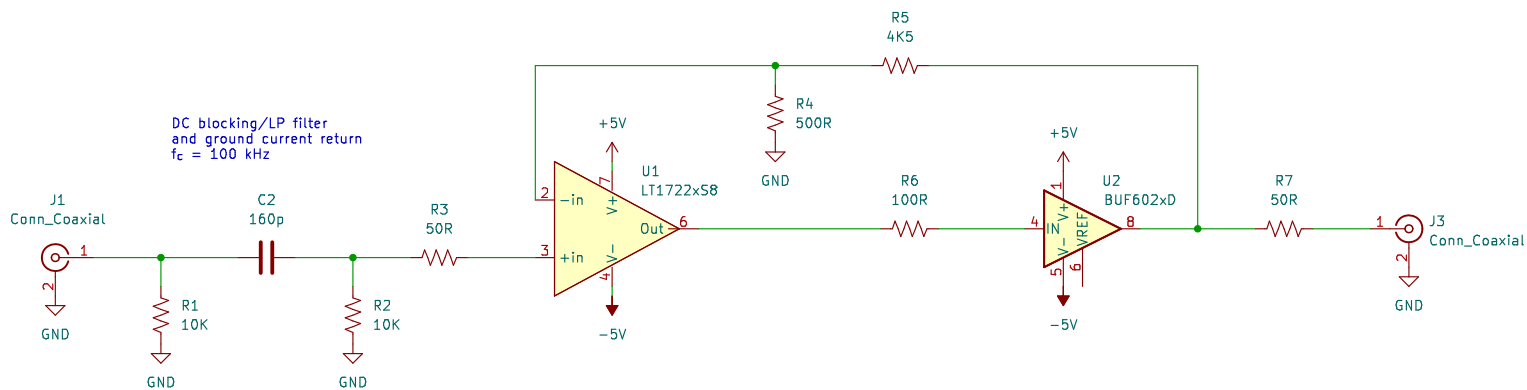 R5
4K5
R4
500R
GND
DC blocking/LP filter
and ground current return
fc = 100 kHz
+5V
+5V
J1
Conn_Coaxial
1
2
GND
C2
160p
R3
50R
R1
10K
GND
R2
10K
GND
U1
LT1722xS8
2
-in
3
+in
7
V+
V-
4
Out
6
-5V
R6
100R
U2
BUF602xD
4
IN
1
V+
V-
5
VREF
6
8
-5V
R7
50R
1
J3
Conn_Coaxial
2
GND